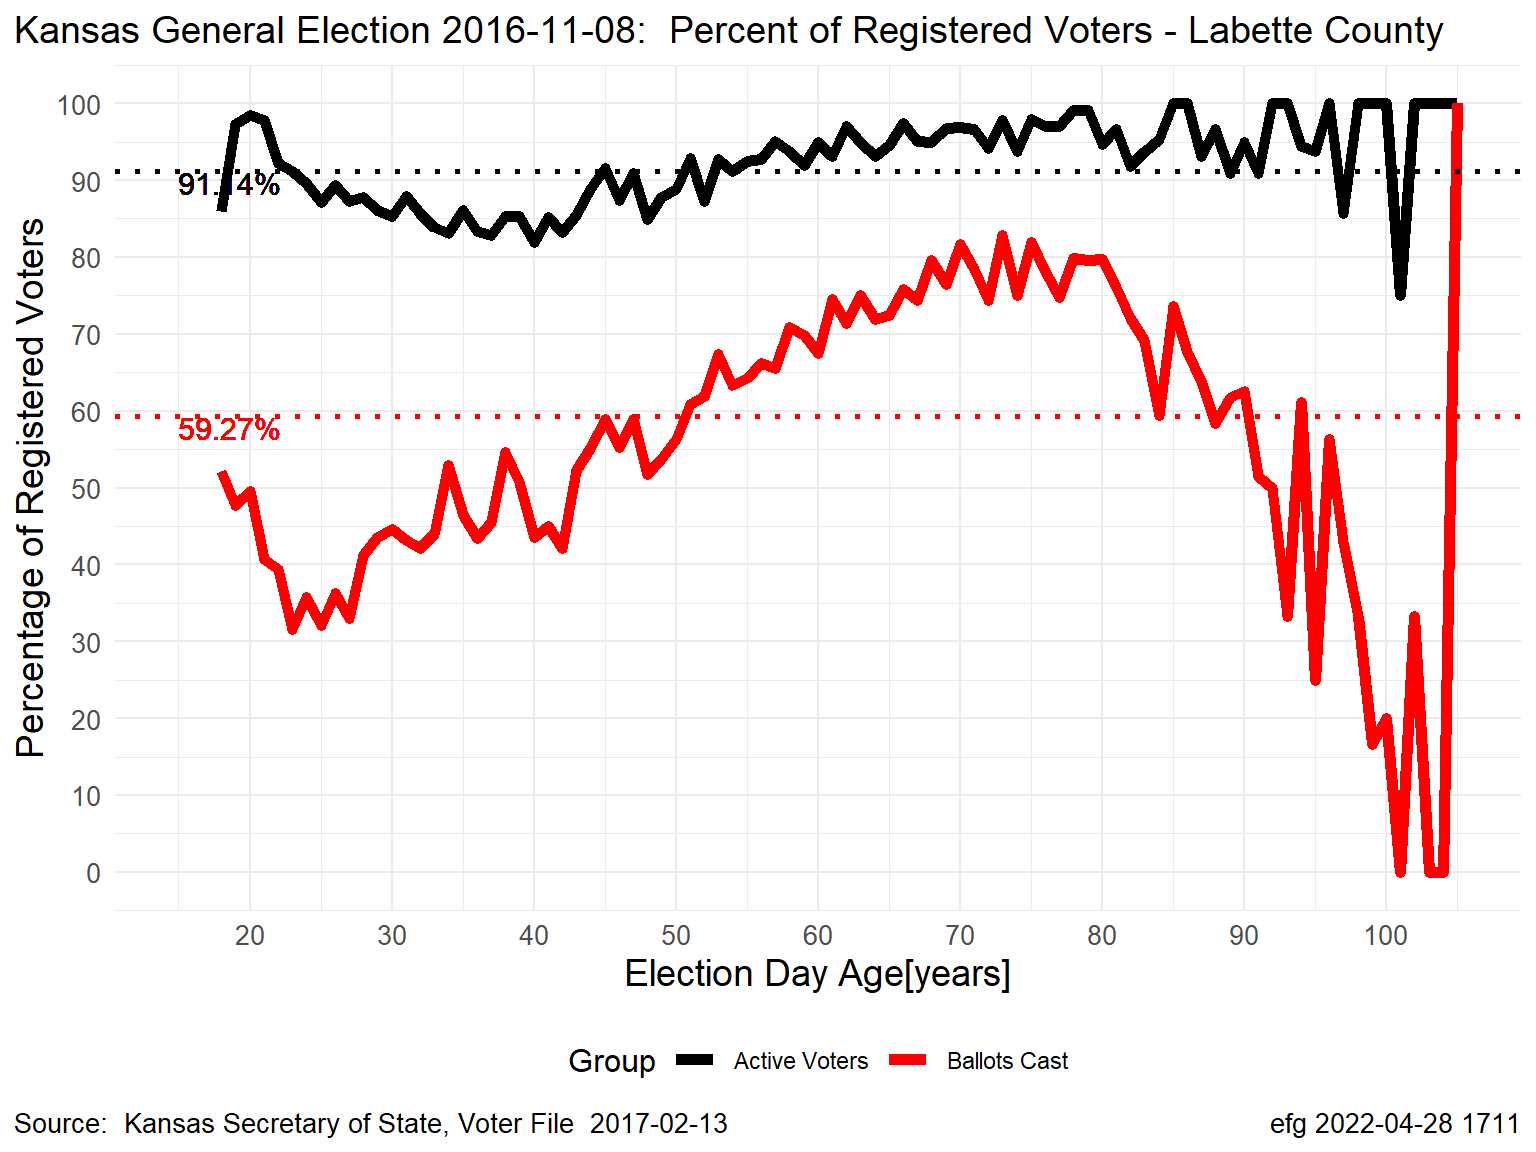 Kansas General Election 2016-11-08:  Percent of Registered Voters - Labette County
Percentage of Registered Voters
100
90
80
70
60
50
40
30
20
10
0
91.14%
59.27%
20 30 40 50 60 70 80 90 100
Election Day Age[years]
Group Active Voters Ballots Cast
Source:  Kansas Secretary of State, Voter File  2017-02-13
efg 2022-04-28 1711